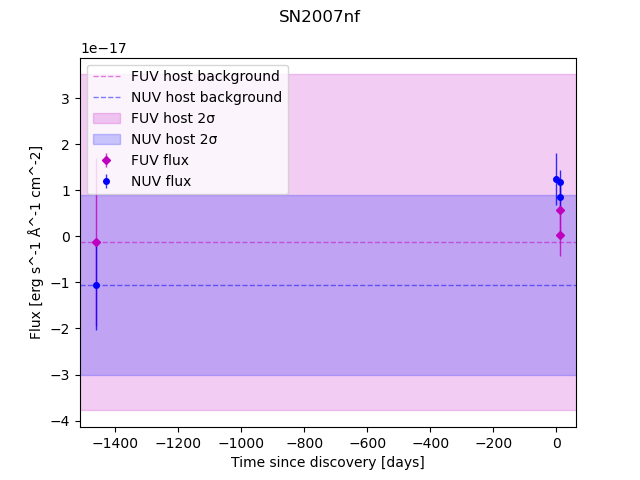 SN2007nf
1e−17
FUV host background
NUV host background
FUV host 2σ
NUV host 2σ
FUV flux
NUV flux
3
2
1
0
−1
−2
−3
−4
Flux [erg s^-1 Å^-1 cm^-2]
−1400 −1200 −1000 −800 −600 −400 −200 0
Time since discovery [days]